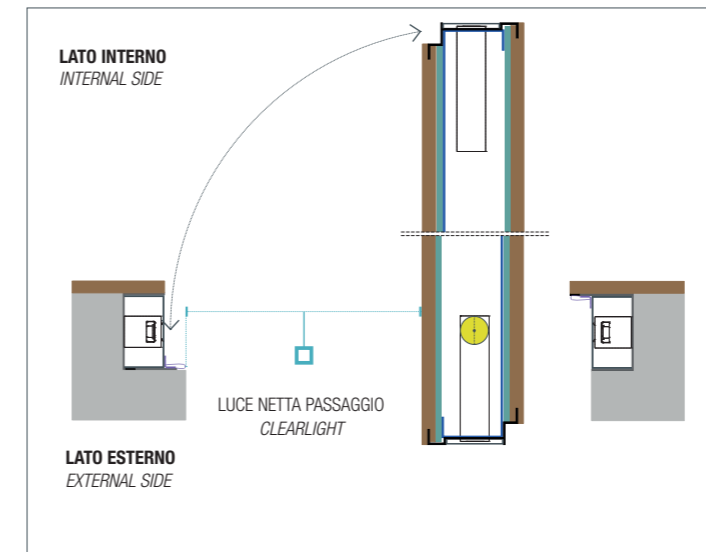 LATO INTERNO
INTERNAL SIDE
LUCE NETTA PASSAGGIO
CLEARLIGHT
LATO ESTERNO
EXTERNAL SIDE